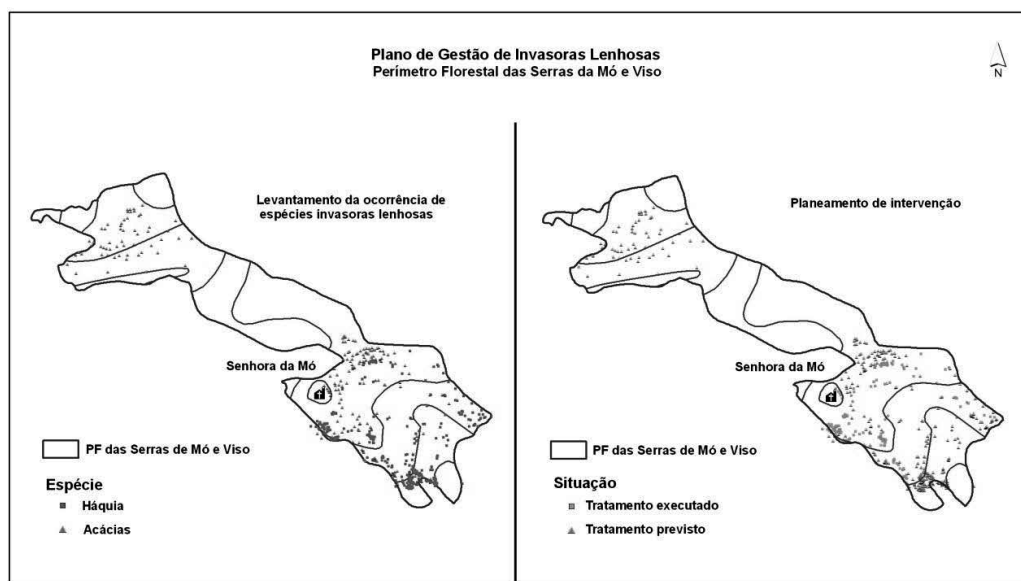 Plano de Gestão de Invasoras Lenhosas
Perímetro Florestal das Serras da Mó e Viso
N
Levantamento da ocorrência de
espécies invasoras lenhosas
Senhora da Mó
PF das Serras de Mó e Viso
Espécie
Háquia
Acácias
Planeamento de intervenção
Senhora da Mó
PF das Serras de Mó e Viso
Situação
Tratamento executado
Tratamento previsto